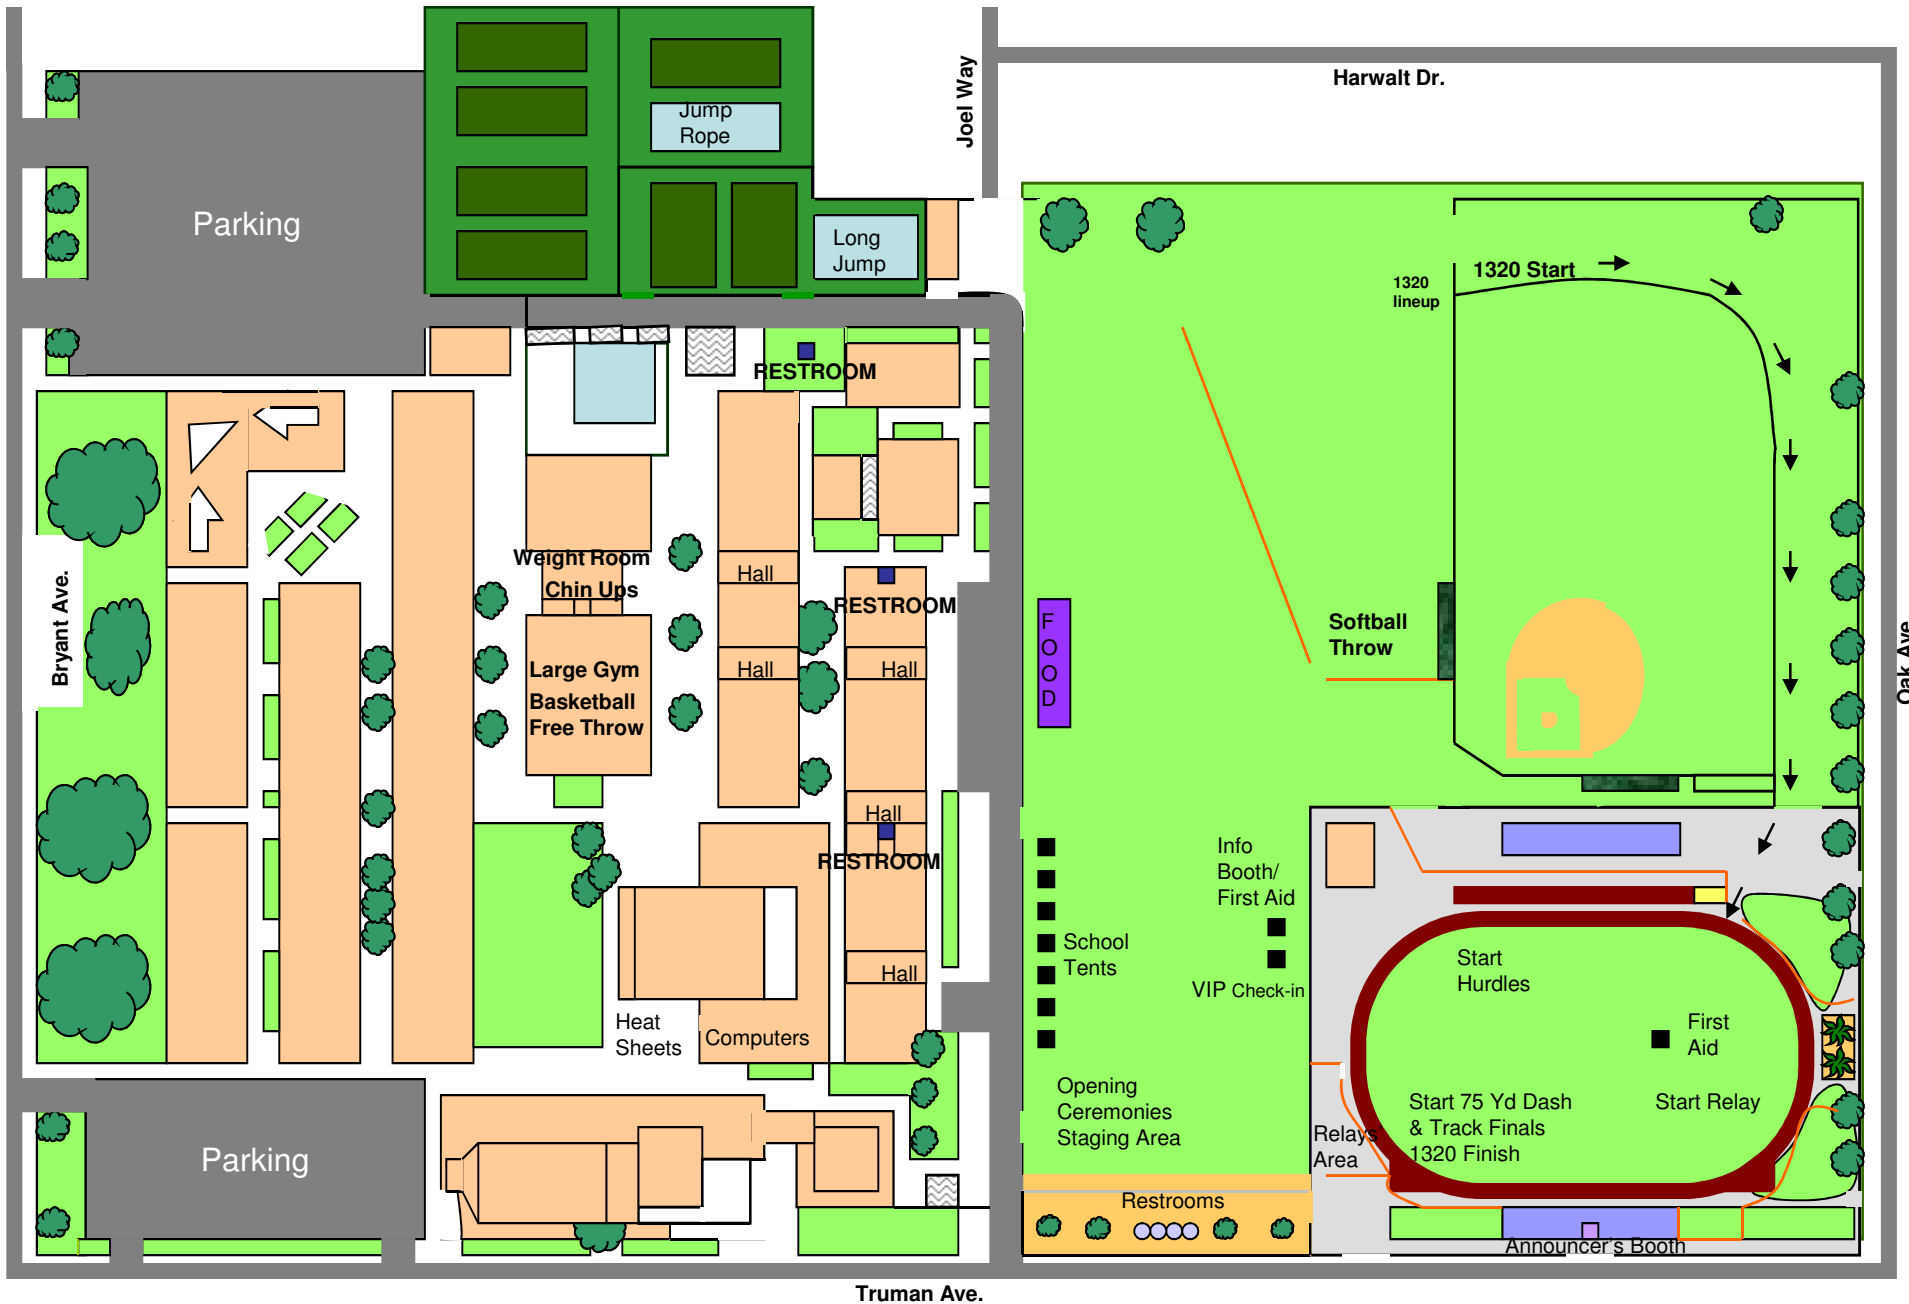 Joel Way
Harwalt Dr.
Jump
Rope
Parking
Long
Jump
1320 Start
1320
lineup
RESTROOM
Weight Room
Chin Ups
Hall
RESTROOM
Bryant Ave.
Large Gym
Basketball
Free Throw
Hall
Hall
F
O
O
D
Softball
Throw
Oak Ave
Hall
RESTROOM
Info
Booth/
First Aid
School
Tents
VIP Check-in
Hall
Start
Hurdles
Heat
Sheets
Computers
First
Aid
Opening
Ceremonies
Staging Area
Start 75 Yd Dash
& Track Finals
1320 Finish
Start Relay
Relays'
Area
Parking
Restrooms
Announcer's Booth
Truman Ave.